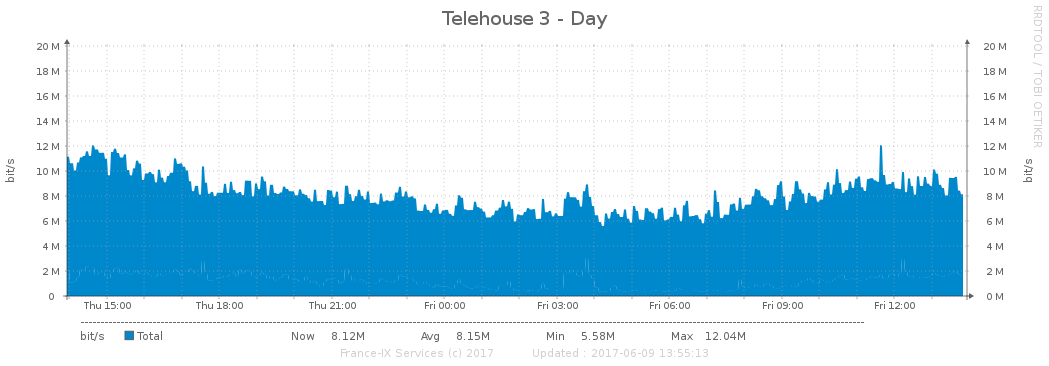 Telehouse 3 - Day
RRDTOOL / TOBI OETIKER
bit/s
bit/s
20 M 20 M
18 M 18 M
16 M 16 M
14 M 14 M
12 M 12 M
10 M 10 M
8 M 8 M
6 M 6 M
4 M 4 M
2 M 2 M
0 0 M
Thu 15:00 Thu 18:00 Thu 21:00 Fri 00:00 Fri 03:00 Fri 06:00 Fri 09:00 Fri 12:00
bit/s Total Now 8.12M Avg 8.15M Min 5.58M Max 12.04M
France-IX Services (c) 2017 Updated : 2017-06-09 13:55:13